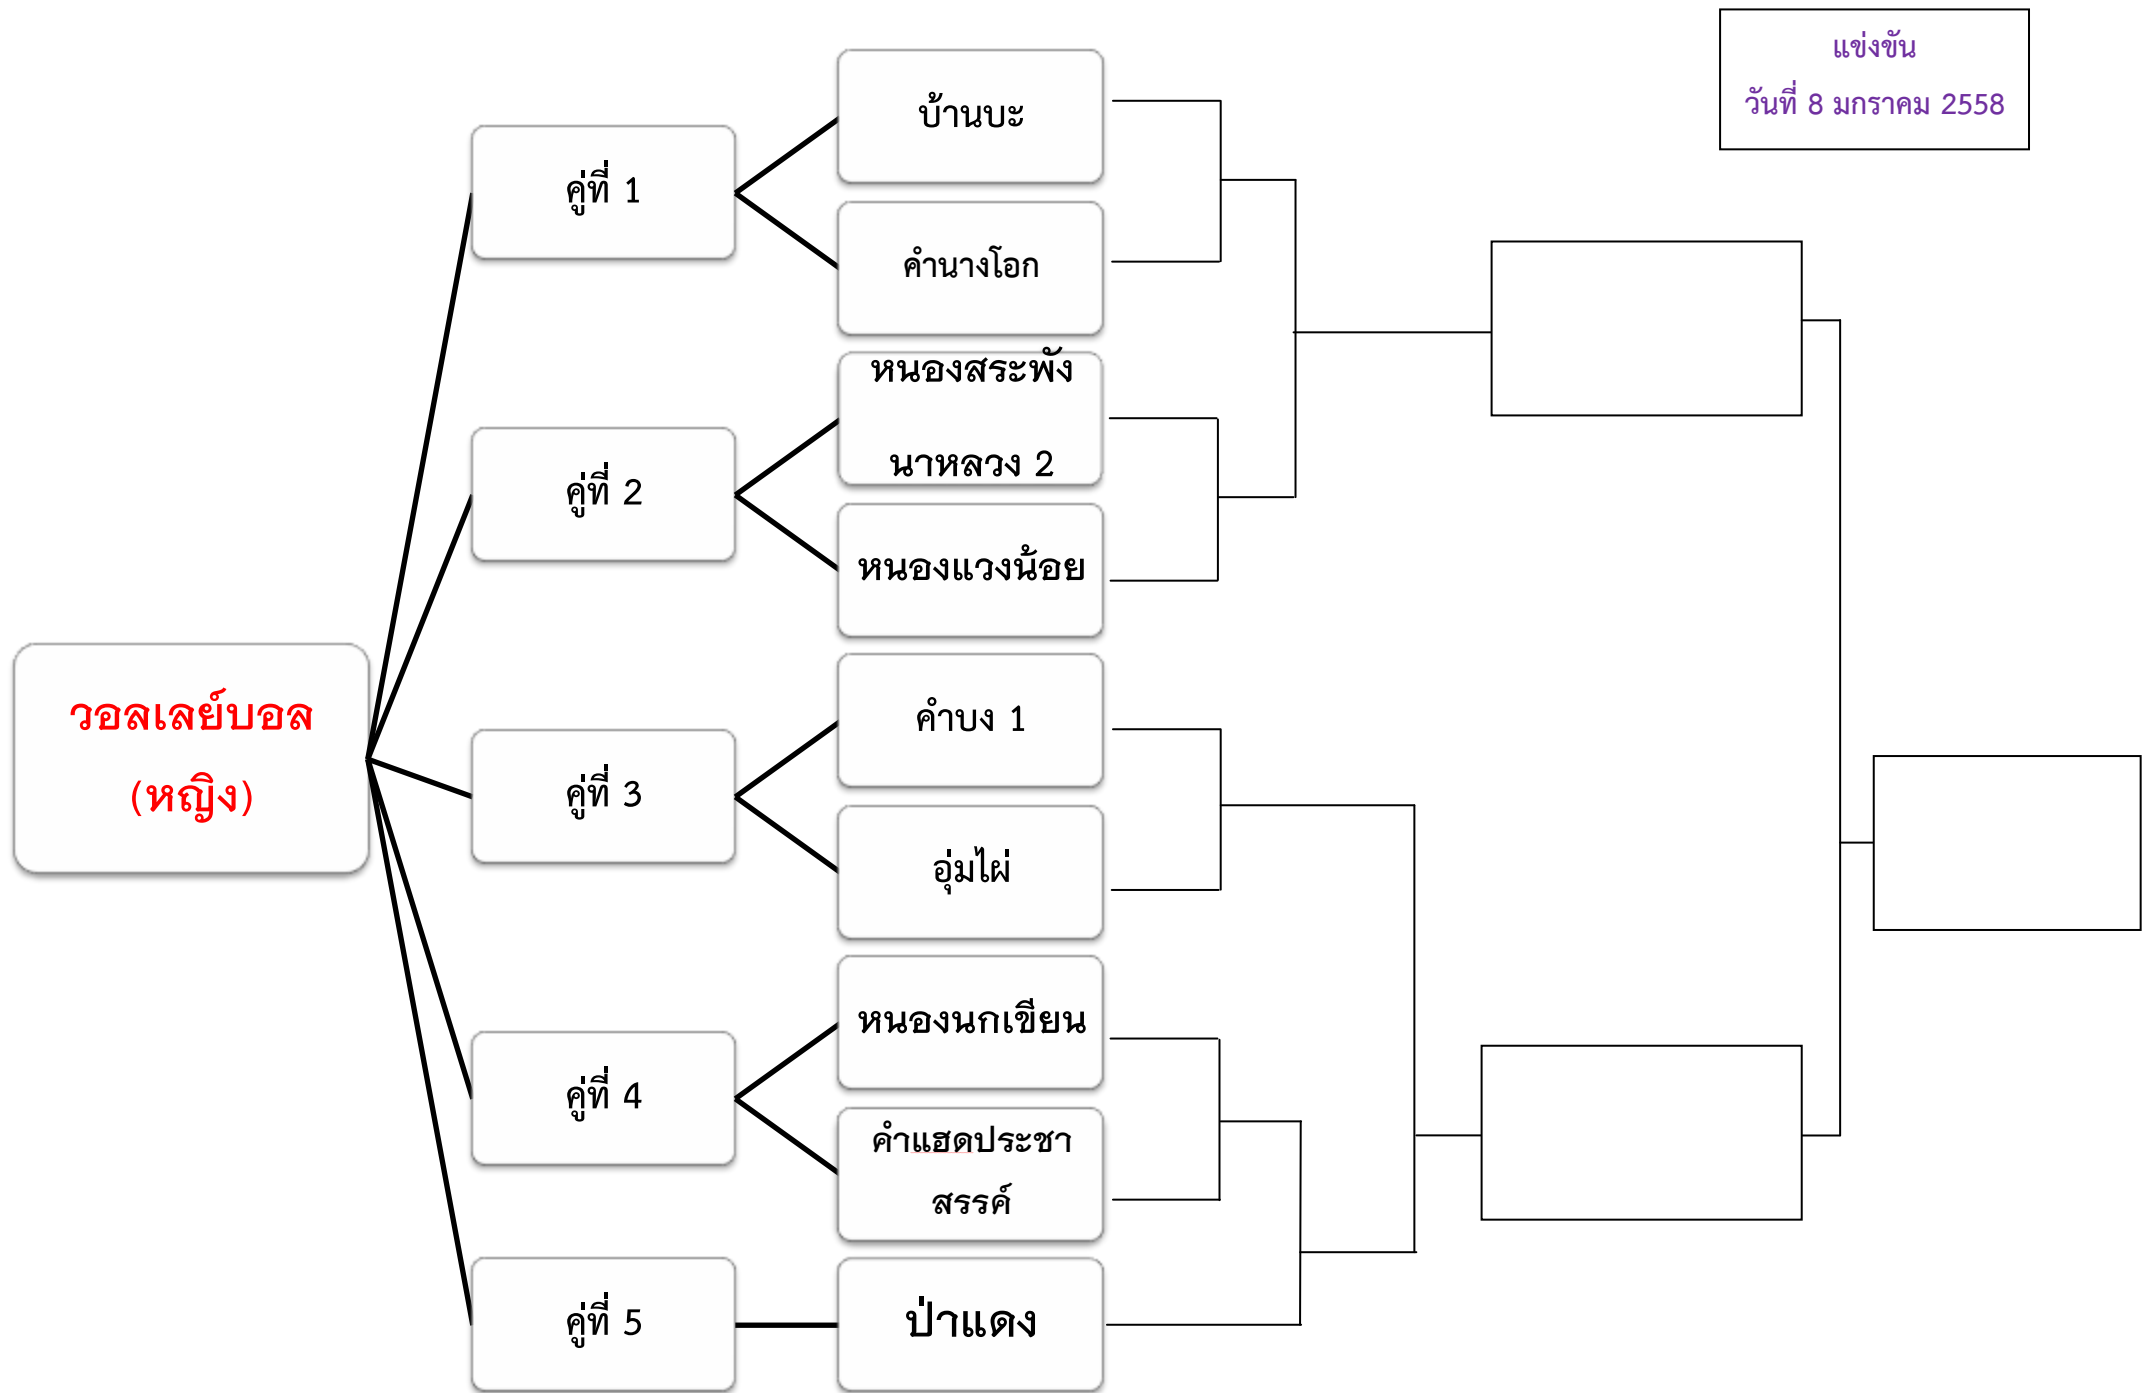 แข่งขัน
วันที่ 8 มกราคม 2558
วอลเลย์บอล
(หญิง)
คู่ที่ 1
บ้านบะ
คำนางโอก
คู่ที่ 2
หนองสระพัง
นาหลวง 2
หนองแวงน้อย
คู่ที่ 3
คำบง 1
อุ่มไผ่
คู่ที่ 4
หนองนกเขียน
คำแฮดประชา
สรรค์
คู่ที่ 5
ป่าแดง